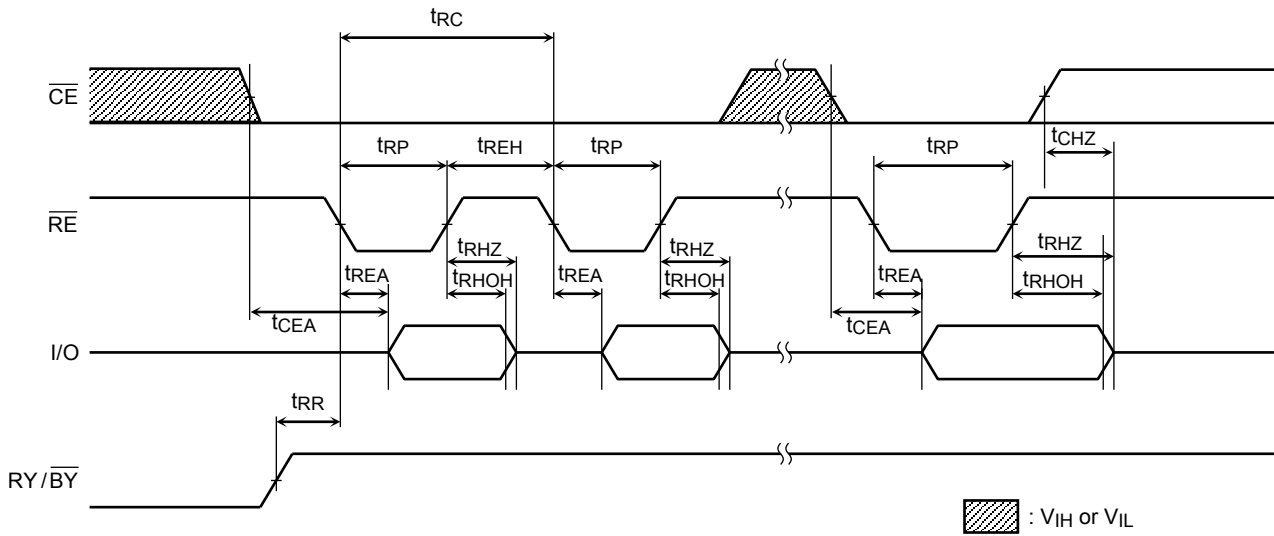 tRC
CE
tCHZ
tRP tREH tRP tRP
RE
tRHZ tRHZ tRHZ
tREA tRHOH tREA tRHOH tREA tRHOH
tCEA tCEA
I/O
tRR
RY/BY
: VIH or VIL